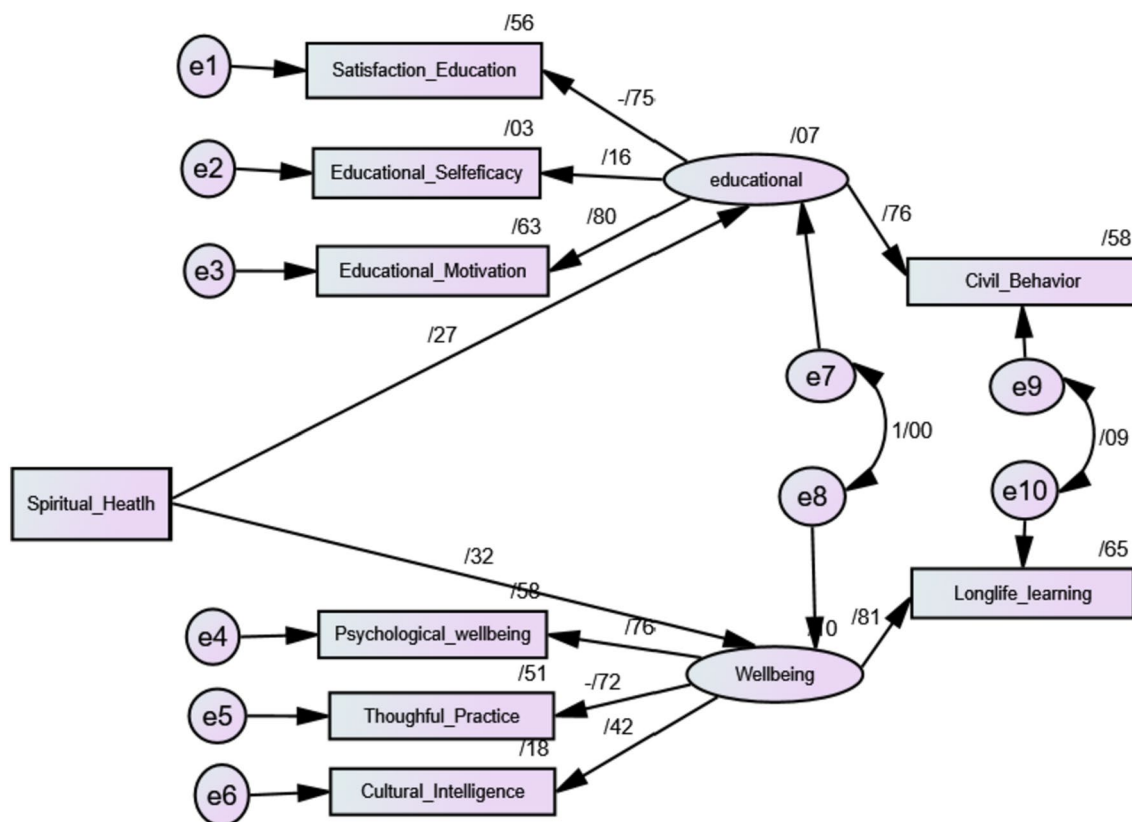 /56
e1
Satisfaction_Education
-/75
/03
/07
e2
Educational_Selfeficacy
/16
educational
/63
/80
/76
e3
Educational_Motivation
/58
Civil_Behavior
/27
e7
e9
1/00
/09
Spiritual_Heatlh
e8
e10
/32
/65
Longlife_learning
/58
e4
Psychological_wellbeing
/76
/10
/81
/51
Wellbeing
e5
Thoughful_Practice
-/72
/42
/18
e6
Cultural_Intelligence